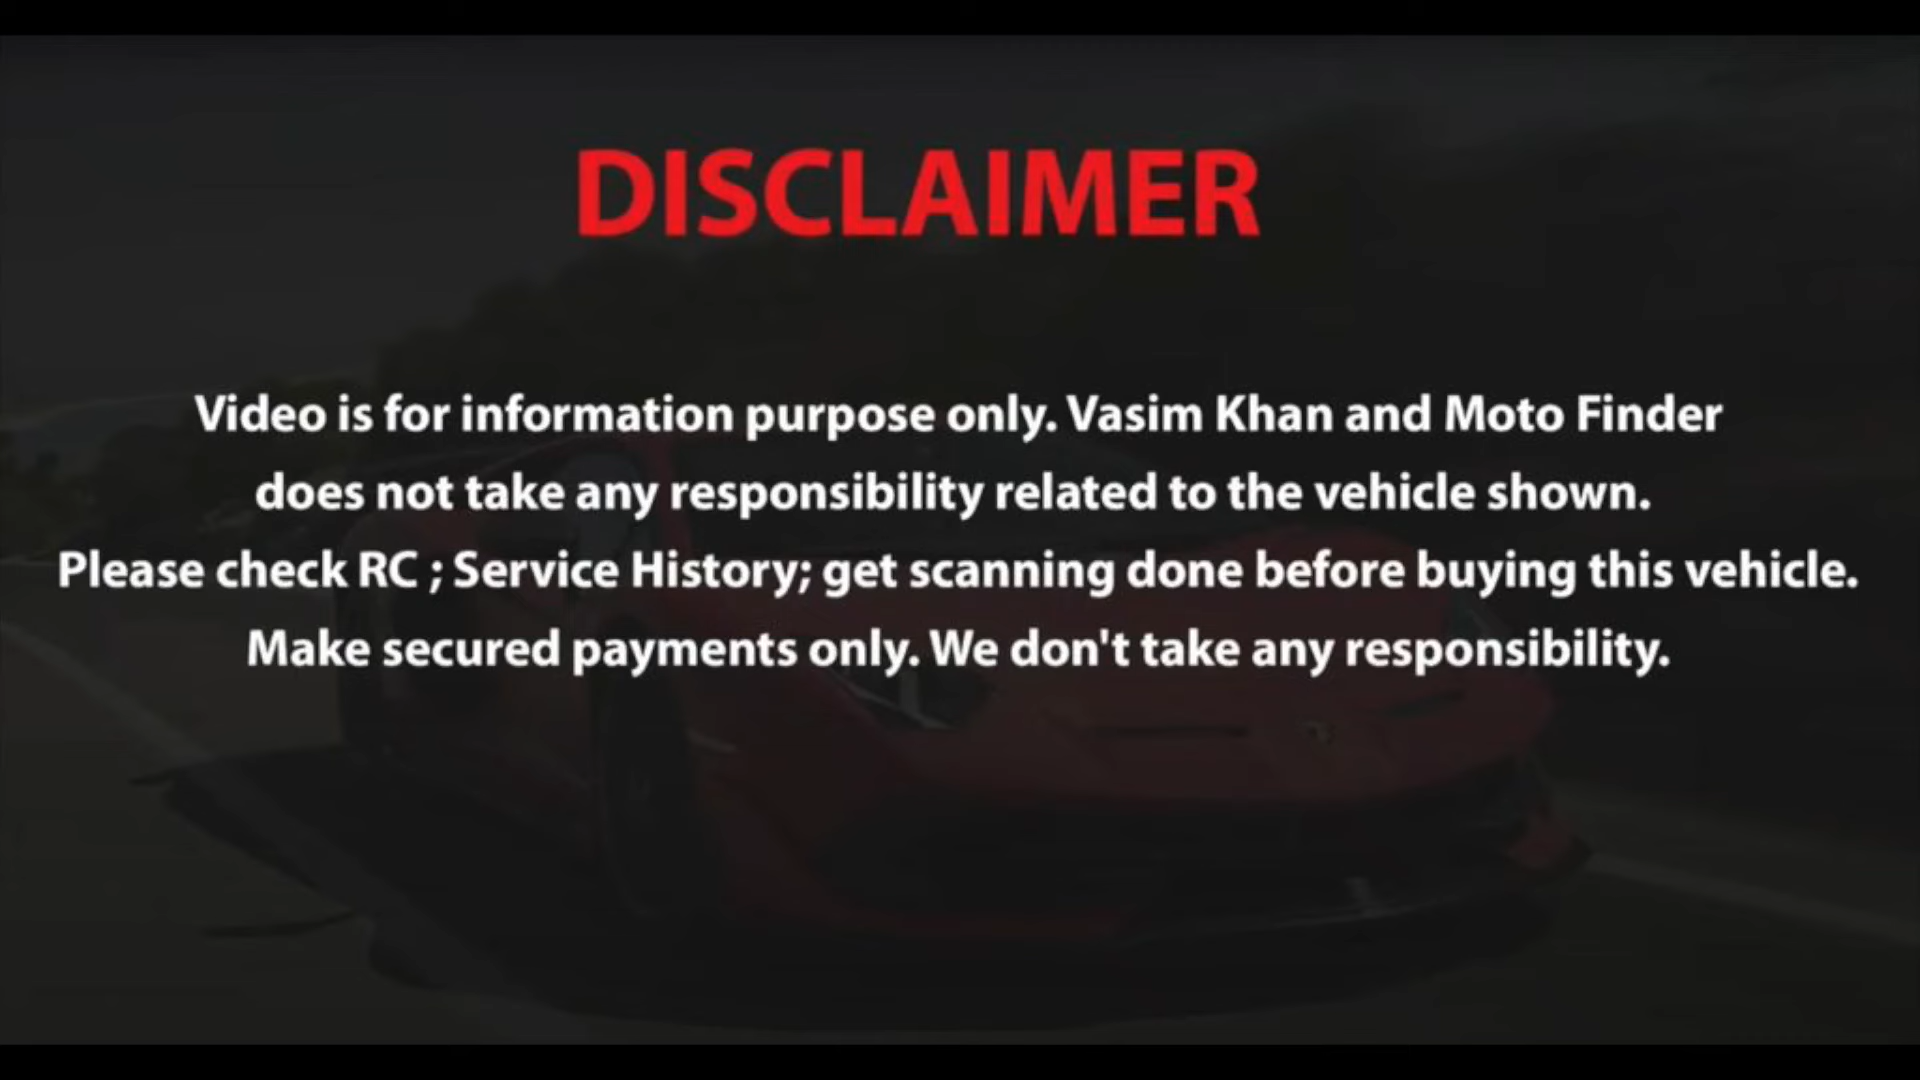 DISCLAIMER
Video is for information purpose only. Vasim Khan and Moto Finder
does not take any responsibility related to the vehicle shown.
Please check RC ; Service History; get scanning done before buying this vehicle.
Make secured payments only. We don't take any responsibility.